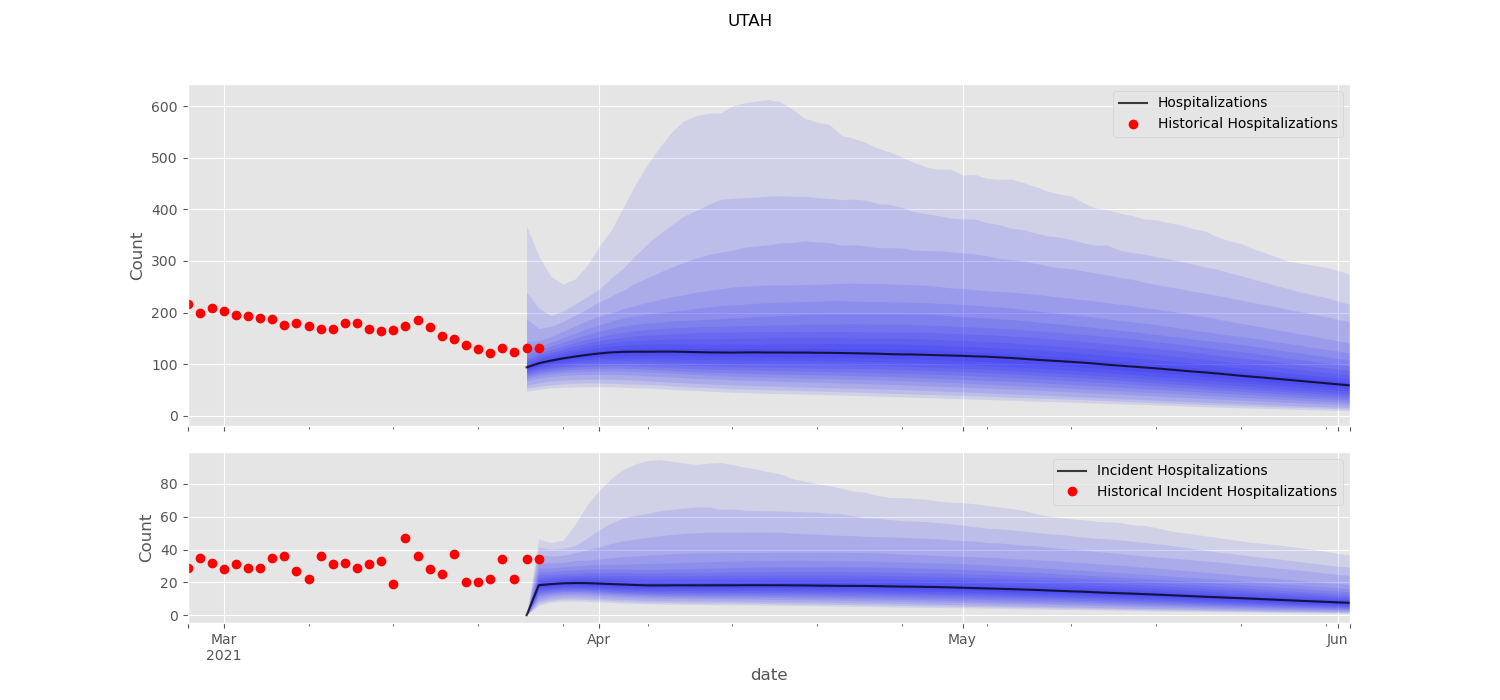 UTAH
Count
600
500
400
300
200
100
0
Hospitalizations
Historical Hospitalizations
Count
80
60
40
20
0
Incident Hospitalizations
Historical Incident Hospitalizations
Mar
2021
Apr
May
Jun
date